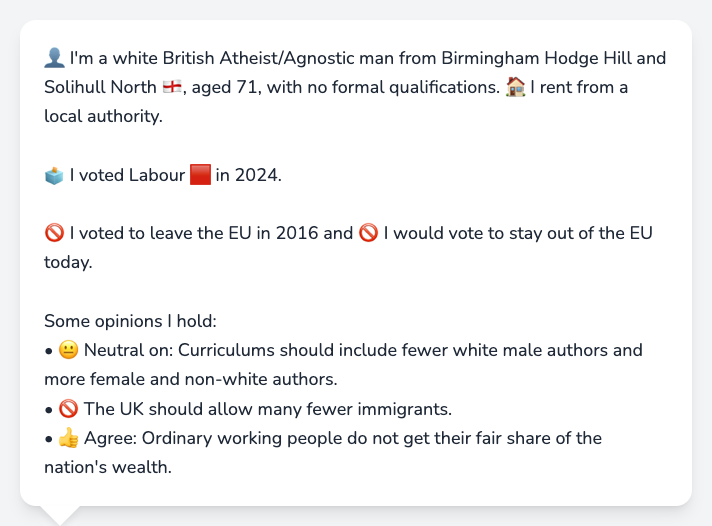 👤 I'm a white British Atheist/Agnostic man from Birmingham Hodge Hill and
Solihull North 🏴󠁧󠁢󠁥󠁮󠁧󠁿, aged 71, with no formal qualifications. 🏠 I rent from a
local authority.
🗳️ I voted Labour 🟥 in 2024.
🚫 I voted to leave the EU in 2016 and 🚫 I would vote to stay out of the EU
today.
Some opinions I hold:
• 😐 Neutral on: Curriculums should include fewer white male authors and
more female and non-white authors.
• 🚫 The UK should allow many fewer immigrants.
• 👍 Agree: Ordinary working people do not get their fair share of the
nation's wealth.